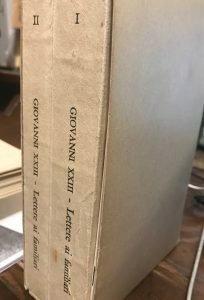 II
GIOVANNI XXIII - Lettere ai familiari
I
GIOVANNI XXIII - Lettere ai familiari